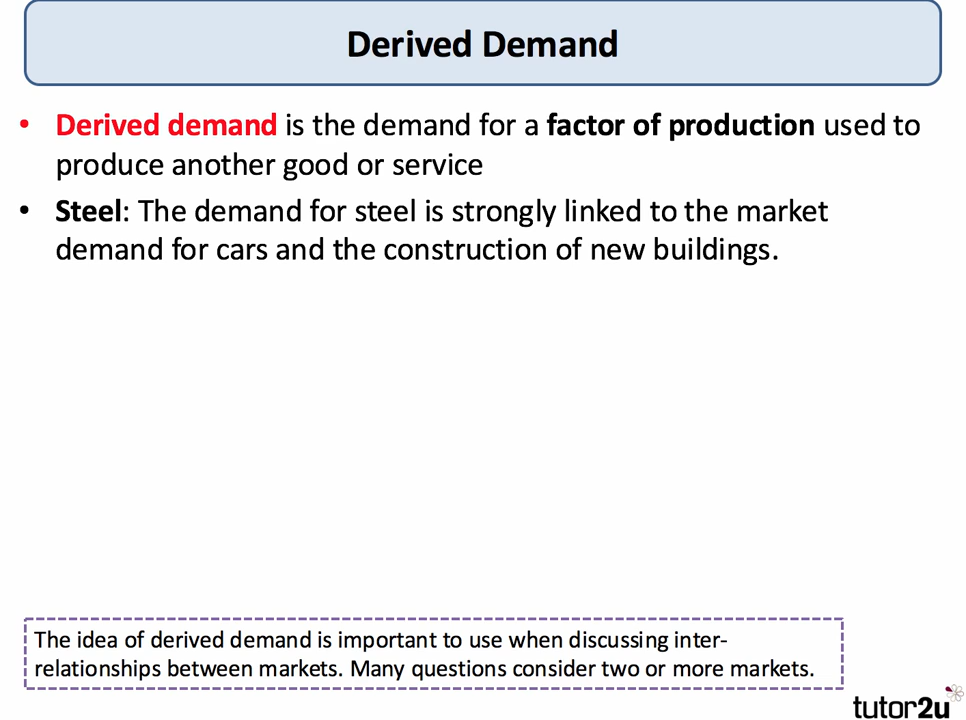 Derived Demand
• Derived demand is the demand for a factor of production used to
produce another good or service
• Steel: The demand for steel is strongly linked to the market
demand for cars and the construction of new buildings.
The idea of derived demand is important to use when discussing inter-
relationships between markets. Many questions consider two or more markets.
tutor2u